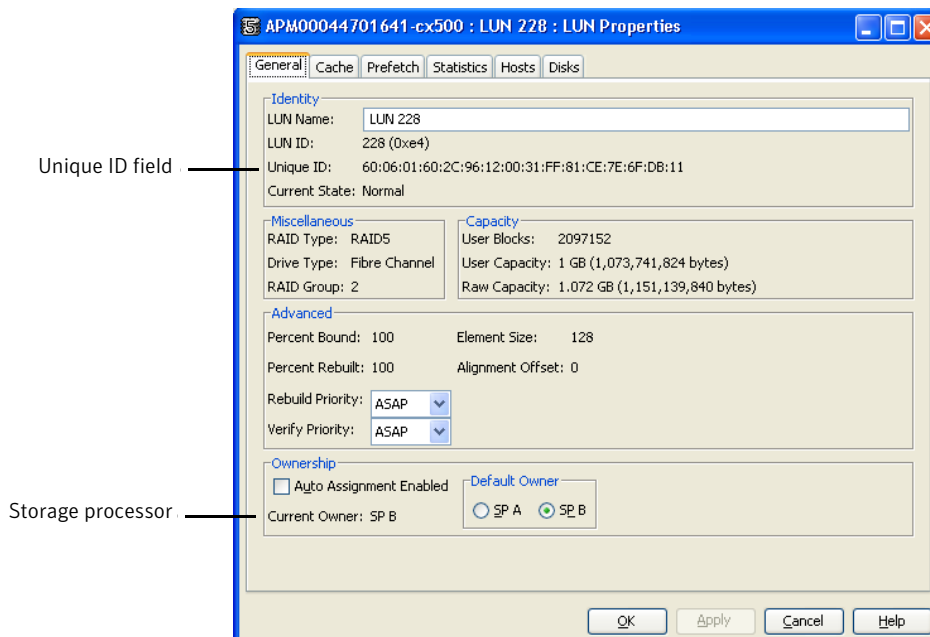 APM00044701641-cx500 : LUN 228 : LUN Properties
General Cache Prefetch Statistics Hosts Disks
Identity
LUN Name: LUN 228
LUN ID: 228 (0xe4)
Unique ID field
Unique ID: 60:06:01:60:2C:96:12:00:31:FF:81:CE:7E:6F:DB:11
Current State: Normal
Miscellaneous
RAID Type: RAID5
Drive Type: Fibre Channel
RAID Group: 2
Capacity
User Blocks: 2097152
User Capacity: 1 GB (1,073,741,824 bytes)
Raw Capacity: 1.072 GB (1,151,139,840 bytes)
Advanced
Percent Bound: 100 Element Size: 128
Percent Rebuilt: 100 Alignment Offset: 0
Rebuild Priority: ASAP
Verify Priority: ASAP
Ownership
Auto Assignment Enabled
Storage processor
Current Owner: SP B
Default Owner
SP A SP B
OK Apply Cancel Help